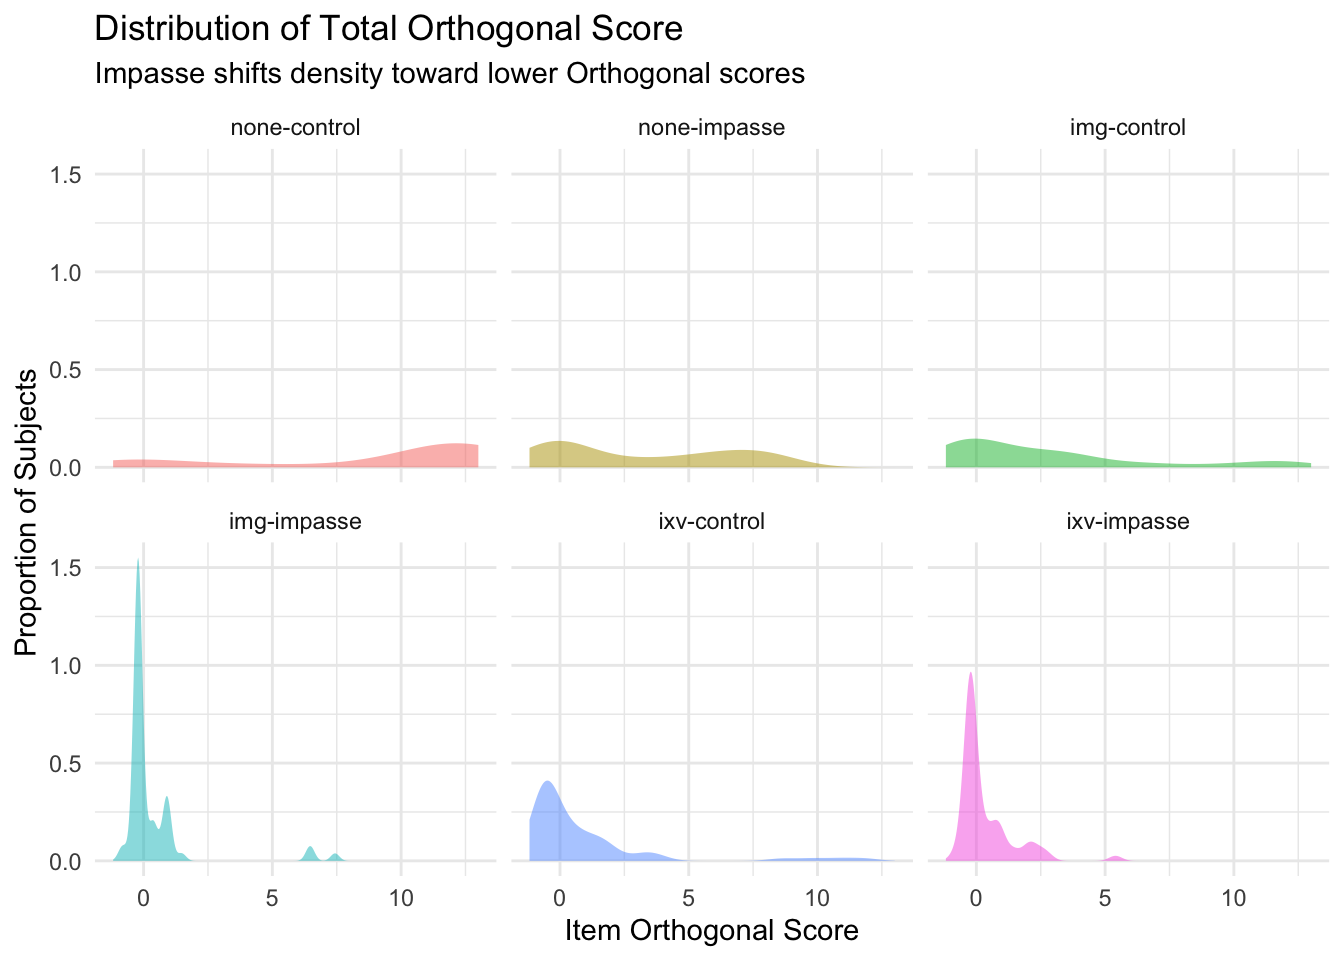 Distribution of Total Orthogonal Score
Impasse shifts density toward lower Orthogonal scores
none-control
none-impasse
img-control
1.5
1.0
0.5
0.0
img-impasse
ixv-control
ixv-impasse
1.5
1.0
0.5
0.0
Proportion of Subjects
0 5 10
0 5 10
0 5 10
Item Orthogonal Score